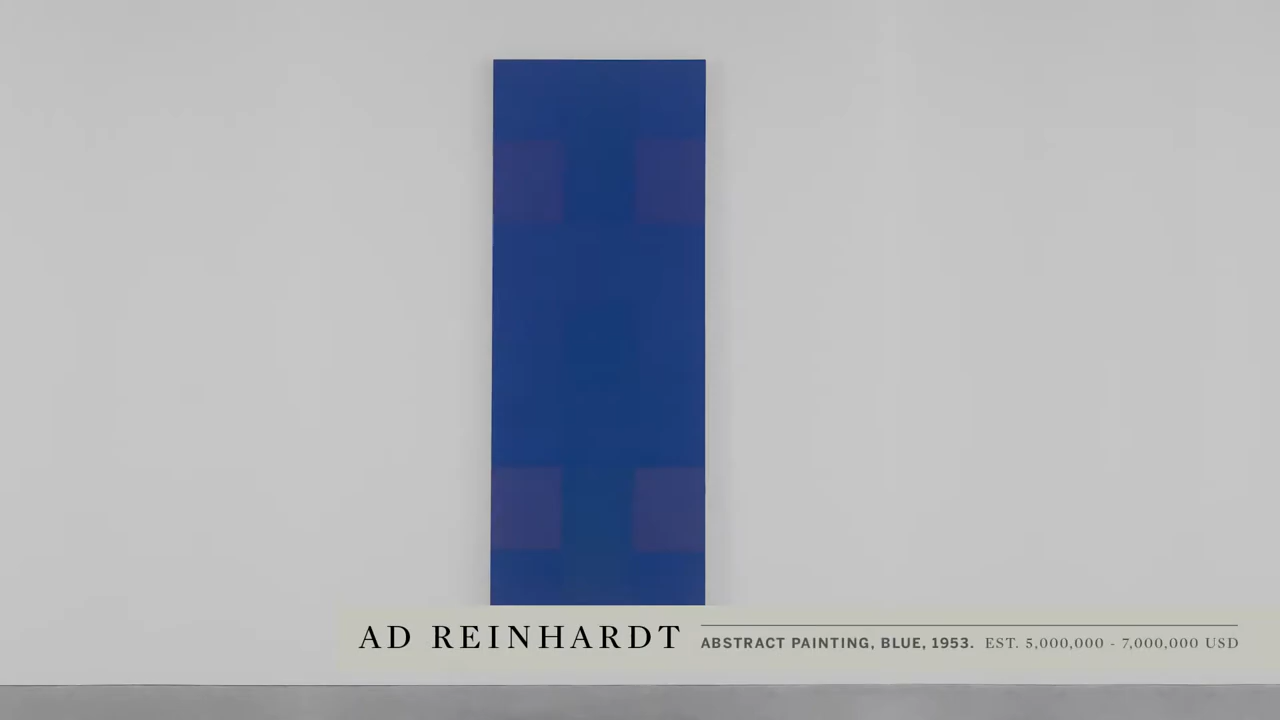 AD REINHARDT
ABSTRACT PAINTING, BLUE, 1953. EST. 5,000,000 - 7,000,000 USD